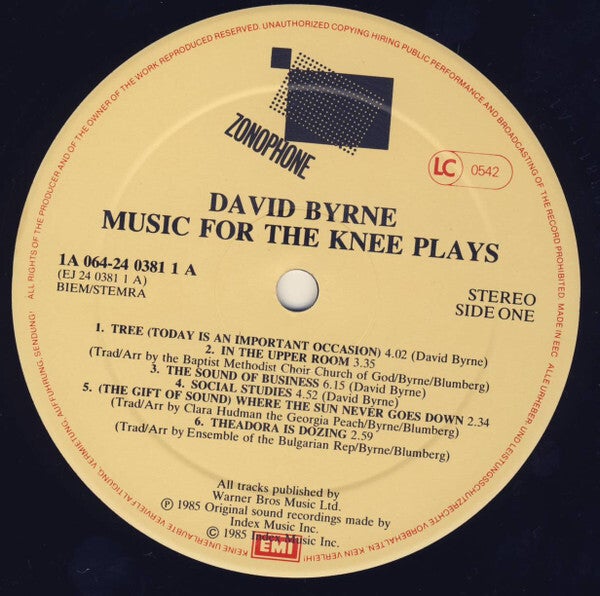 ALL RIGHTS OF THE PRODUCER AND OF THE OWNER OF THE WORK REPRODUCED RESERVED. UNAUTHORIZED COPYING HIRING PUBLIC PERFORMANCE AND BROADCASTING OF THE RECORD PROHIBITED. MADE IN EEC
ZONOPHONE
LC 0542
DAVID BYRNE
MUSIC FOR THE KNEE PLAYS
1A 064-24 0381 1 A
(EJ 24 0381 1 A)
BIEM/STEMRA
STEREO
SIDE ONE
1. TREE (TODAY IS AN IMPORTANT OCCASION) 4.02 (David Byrne)
2. IN THE UPPER ROOM 3.35
(Trad/Arr by the Baptist Methodist Choir Church of God/Byrne/Blumberg)
3. THE SOUND OF BUSINESS 6.15 (David Byrne)
4. SOCIAL STUDIES 4.52 (David Byrne)
5. (THE GIFT OF SOUND) WHERE THE SUN NEVER GOES DOWN 2.34
(Trad/Arr by Clara Hudman the Georgia Peach/Byrne/Blumberg)
6. THEADORA IS DOZING 2.59
(Trad/Arr by Ensemble of the Bulgarian Rep/Byrne/Blumberg)
All tracks published by
Warner Bros Music Ltd.
℗ 1985 Original sound recordings made by
Index Music Inc.
© 1985 Index Music Inc.
EMI
ALLE URHEBER- UND LEISTUNGSSCHUTZRECHTE VORBEHALTEN. KEIN VERLEIH! KEINE UNERLAUBTE VERVIELFÄLTIGUNG, VERMIETUNG, AUFFÜHRUNG, SENDUNG!